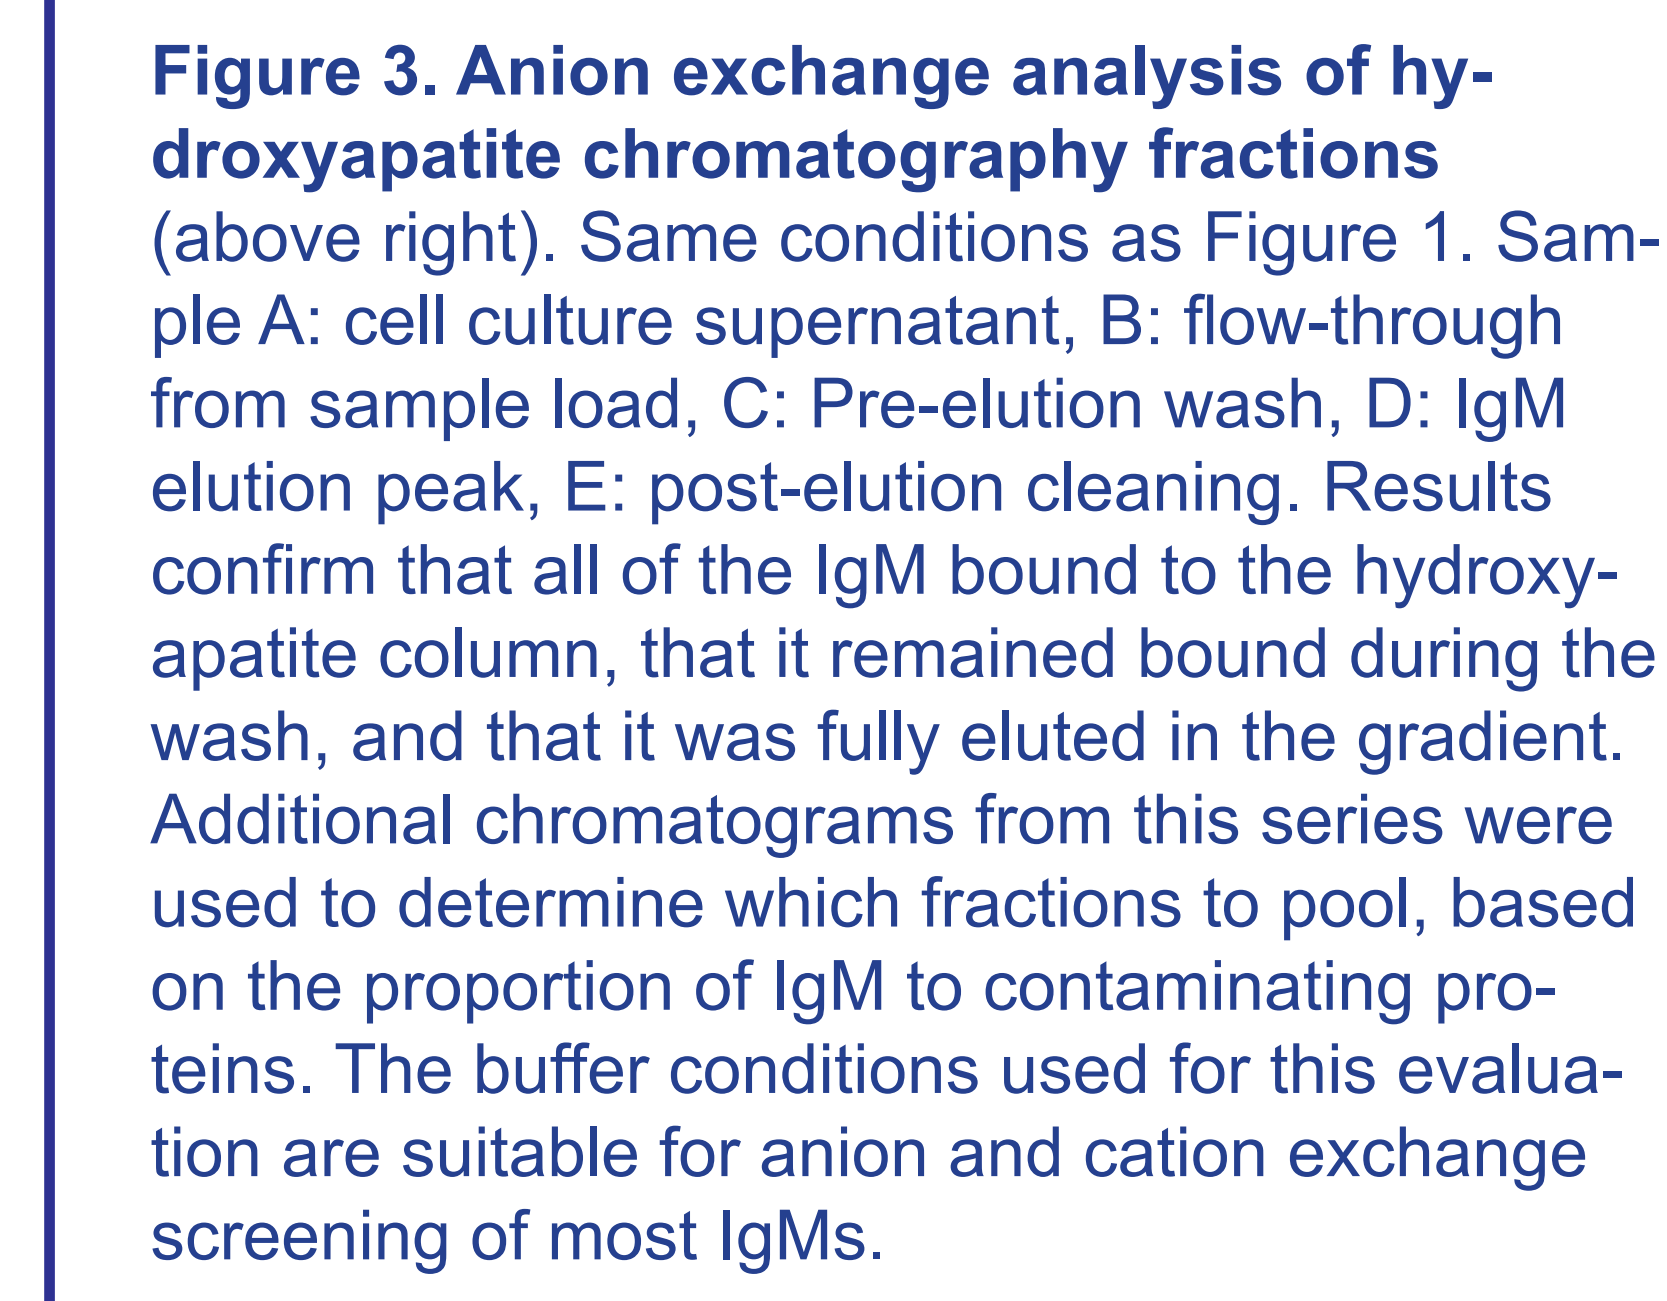 Figure 3. Anion exchange analysis of hy-
droxyapatite chromatography fractions
(above right). Same conditions as Figure 1. Sam-
ple A: cell culture supernatant, B: flow-through
from sample load, C: Pre-elution wash, D: IgM
elution peak, E: post-elution cleaning. Results
confirm that all of the IgM bound to the hydroxy-
apatite column, that it remained bound during the
wash, and that it was fully eluted in the gradient.
Additional chromatograms from this series were
used to determine which fractions to pool, based
on the proportion of IgM to contaminating pro-
teins. The buffer conditions used for this evalua-
tion are suitable for anion and cation exchange
screening of most IgMs.